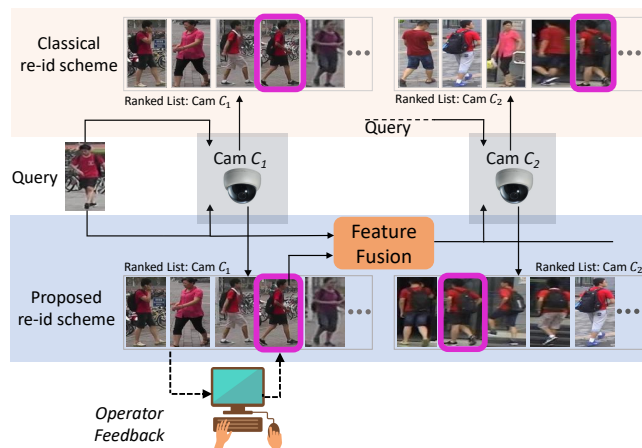 Classical
re-id scheme
Ranked List: Cam C₁
Ranked List: Cam C₂
Query
Cam C₁
Cam C₂
Query
Feature
Fusion
Ranked List: Cam C₁
Ranked List: Cam C₂
Proposed
re-id scheme
Operator
Feedback